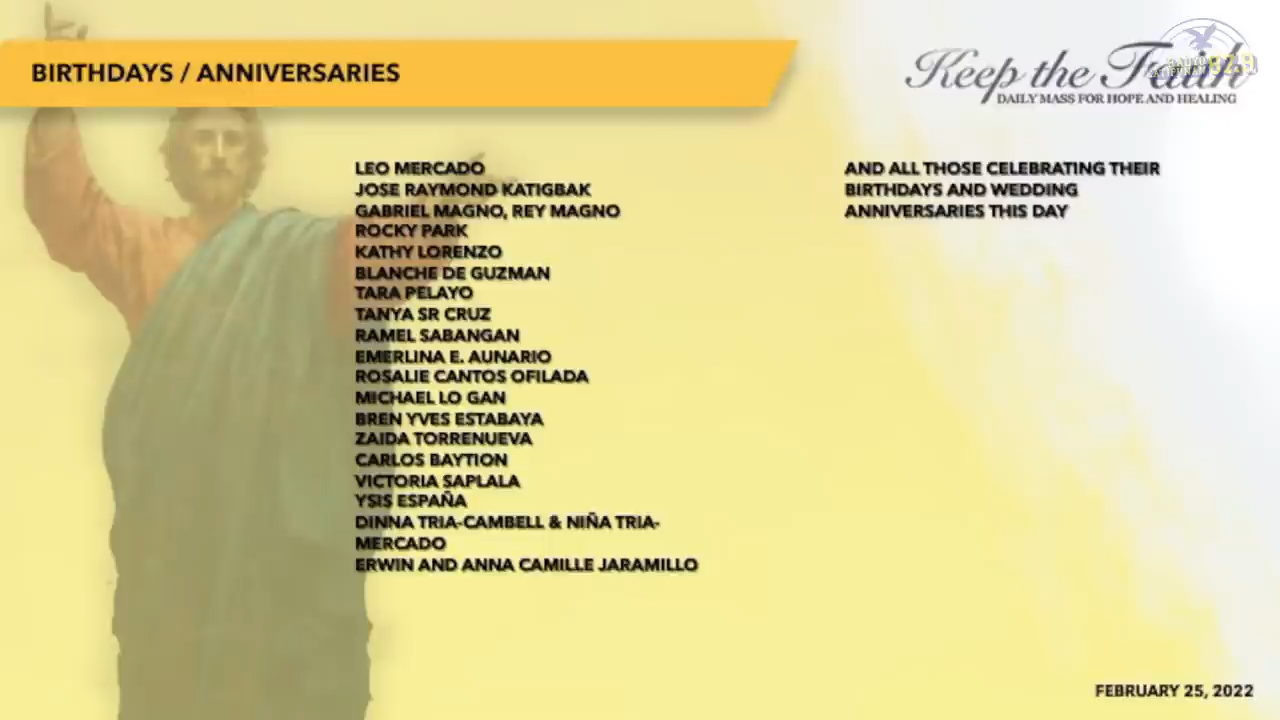 BIRTHDAYS / ANNIVERSARIES
Keep the Faith
DAILY MASS FOR HOPE AND HEALING
RADIO
KATIPUNAN 87.9
LEO MERCADO
JOSE RAYMOND KATIGBAK
GABRIEL MAGNO, REY MAGNO
ROCKY PARK
KATHY LORENZO
BLANCHE DE GUZMAN
TARA PELAYO
TANYA SR CRUZ
RAMEL SABANGAN
EMERLINA E. AUNARIO
ROSALIE CANTOS OFILADA
MICHAEL LO GAN
BREN YVES ESTABAYA
ZAIDA TORRENUEVA
CARLOS BAYTION
VICTORIA SAPLALA
YSIS ESPAÑA
DINNA TRIA-CAMBELL & NIÑA TRIA-
MERCADO
ERWIN AND ANNA CAMILLE JARAMILLO
AND ALL THOSE CELEBRATING THEIR
BIRTHDAYS AND WEDDING
ANNIVERSARIES THIS DAY
FEBRUARY 25, 2022